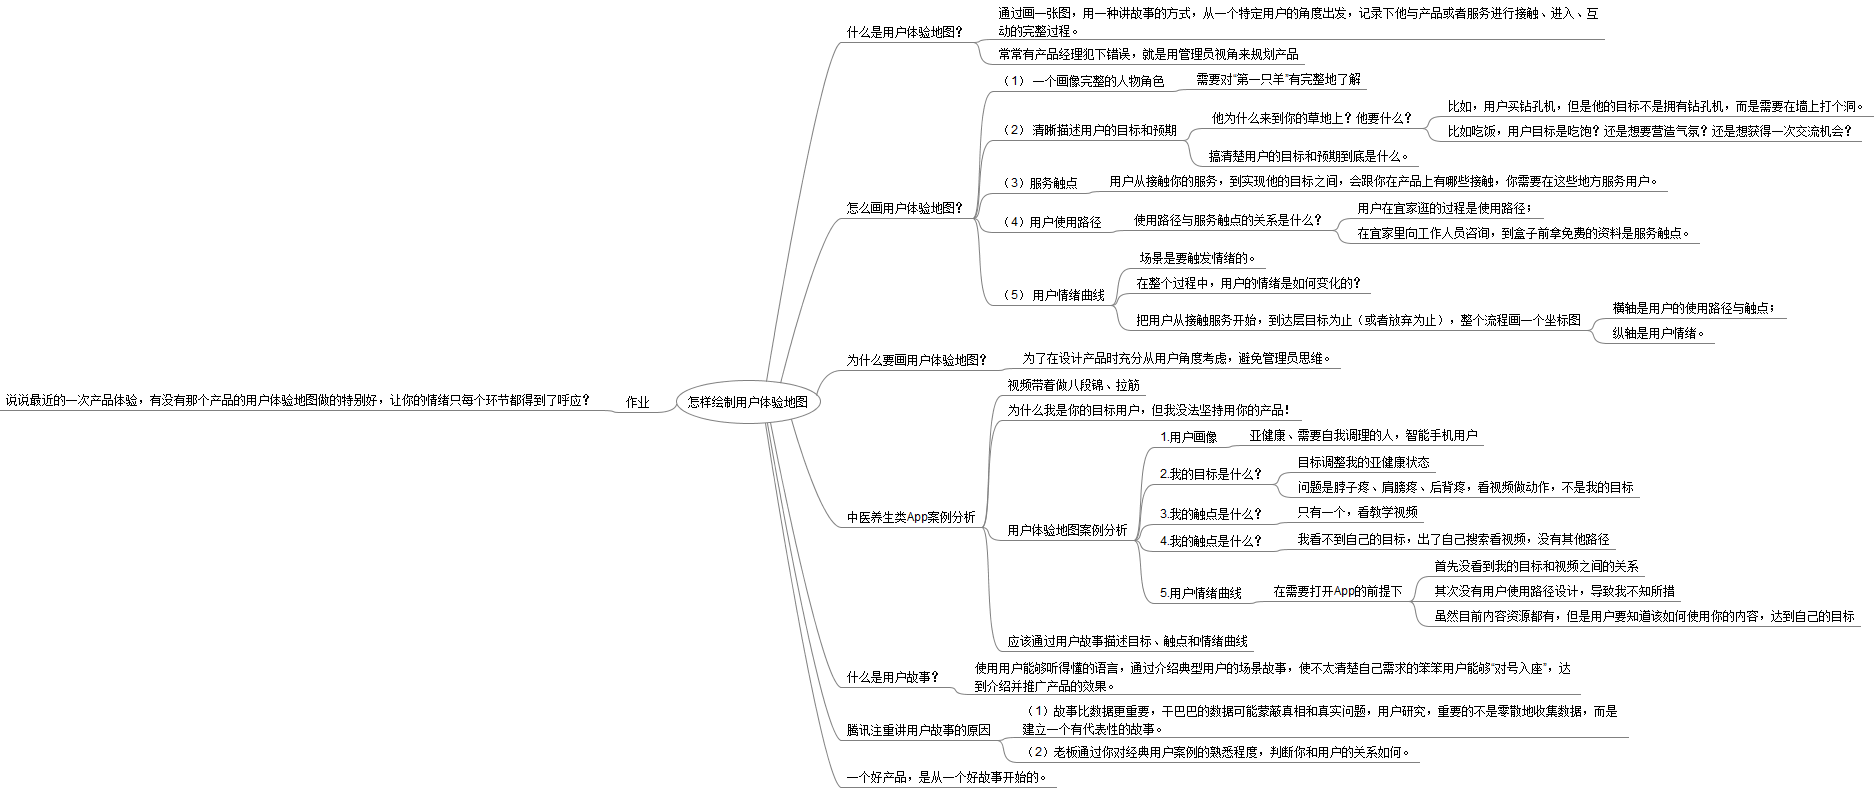 什么是用户体验地图？
通过画一张图，用一种讲故事的方式，从一个特定用户的角度出发，记录下他与产品或者服务进行接触、进入、互
动的完整过程。
常常有产品经理犯下错误，就是用管理员视角来规划产品
怎么画用户体验地图？
（1） 一个画像完整的人物角色
需要对“第一只羊”有完整地了解
（2） 清晰描述用户的目标和预期
他为什么来到你的草地上？他要什么？
比如，用户买钻孔机，但是他的目标不是拥有钻孔机，而是需要在墙上打个洞。
比如吃饭，用户目标是吃饱？还是想要营造气氛？还是想获得一次交流机会？
搞清楚用户的目标和预期到底是什么。
（3）服务触点
用户从接触你的服务，到实现他的目标之间，会跟你在产品上有哪些接触，你需要在这些地方服务用户。
（4）用户使用路径
使用路径与服务触点的关系是什么？
用户在宜家逛的过程是使用路径；
在宜家里向工作人员咨询，到盒子前拿免费的资料是服务触点。
（5） 用户情绪曲线
场景是要触发情绪的。
在整个过程中，用户的情绪是如何变化的？
把用户从接触服务开始，到达层目标为止（或者放弃为止），整个流程画一个坐标图
横轴是用户的使用路径与触点；
纵轴是用户情绪。
为什么要画用户体验地图？
为了在设计产品时充分从用户角度考虑，避免管理员思维。
怎样绘制用户体验地图
作业
说说最近的一次产品体验，有没有那个产品的用户体验地图做的特别好，让你的情绪只每个环节都得到了呼应？
中医养生类App案例分析
视频带着做八段锦、拉筋
为什么我是你的目标用户，但我没法坚持用你的产品！
用户体验地图案例分析
1.用户画像
亚健康、需要自我调理的人，智能手机用户
2.我的目标是什么？
目标调整我的亚健康状态
问题是脖子疼、肩膀疼、后背疼，看视频做动作，不是我的目标
3.我的触点是什么？
只有一个，看教学视频
4.我的触点是什么？
我看不到自己的目标，出了自己搜索看视频，没有其他路径
5.用户情绪曲线
在需要打开App的前提下
首先没看到我的目标和视频之间的关系
其次没有用户使用路径设计，导致我不知所措
虽然目前内容资源都有，但是用户要知道该如何使用你的内容，达到自己的目标
应该通过用户故事描述目标、触点和情绪曲线
什么是用户故事？
使用用户能够听得懂的语言，通过介绍典型用户的场景故事，使不太清楚自己需求的笨笨用户能够“对号入座”，达
到介绍并推广产品的效果。
腾讯注重讲用户故事的原因
（1）故事比数据更重要，干巴巴的数据可能蒙蔽真相和真实问题，用户研究，重要的不是零散地收集数据，而是
建立一个有代表性的故事。
（2）老板通过你对经典用户案例的熟悉程度，判断你和用户的关系如何。
一个好产品，是从一个好故事开始的。